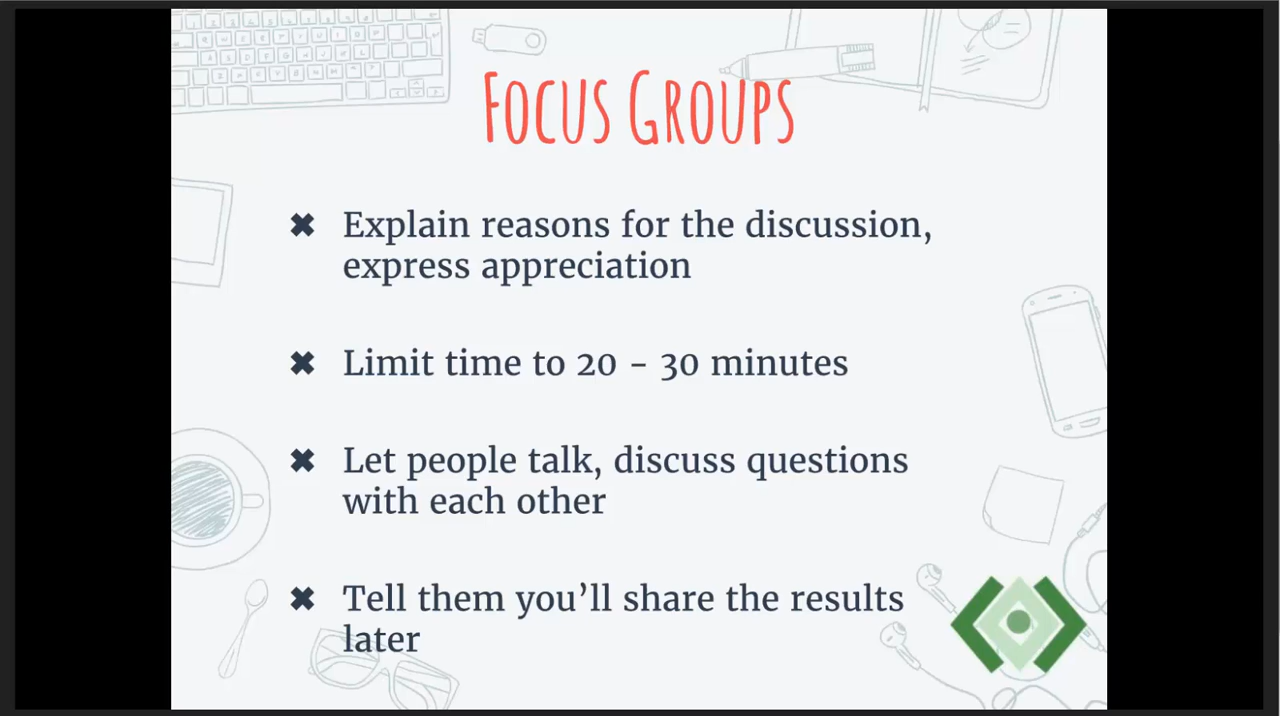 Focus Groups
✖ Explain reasons for the discussion,
express appreciation
✖ Limit time to 20 - 30 minutes
✖ Let people talk, discuss questions
with each other
✖ Tell them you’ll share the results
later